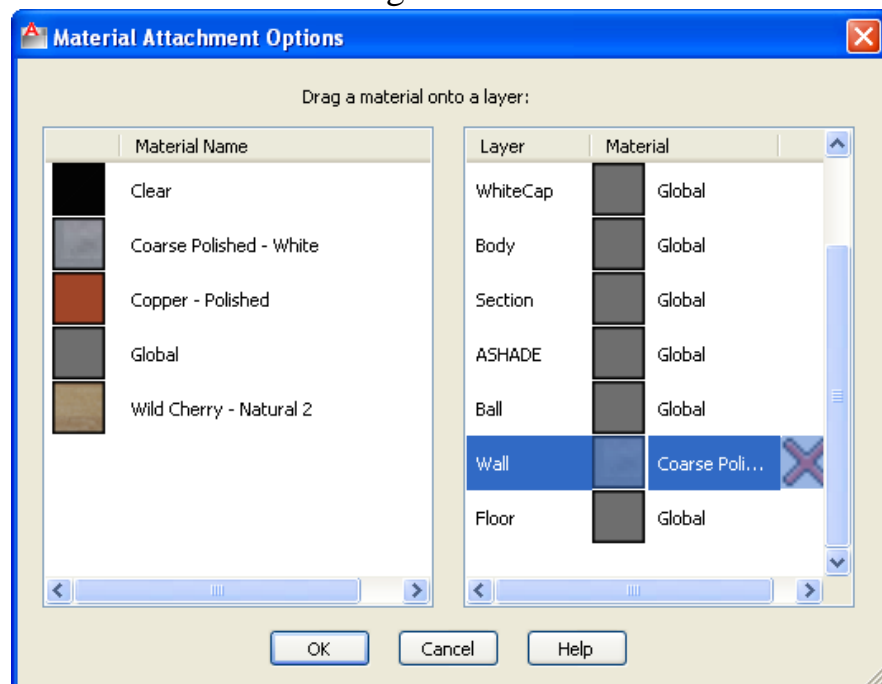 Material Attachment Options
Drag a material onto a layer:
Material Name
Clear
Coarse Polished - White
Copper - Polished
Global
Wild Cherry - Natural 2
Layer Material
WhiteCap Global
Body Global
Section Global
ASHADE Global
Ball Global
Wall Coarse Poli...
Floor Global
OK Cancel Help